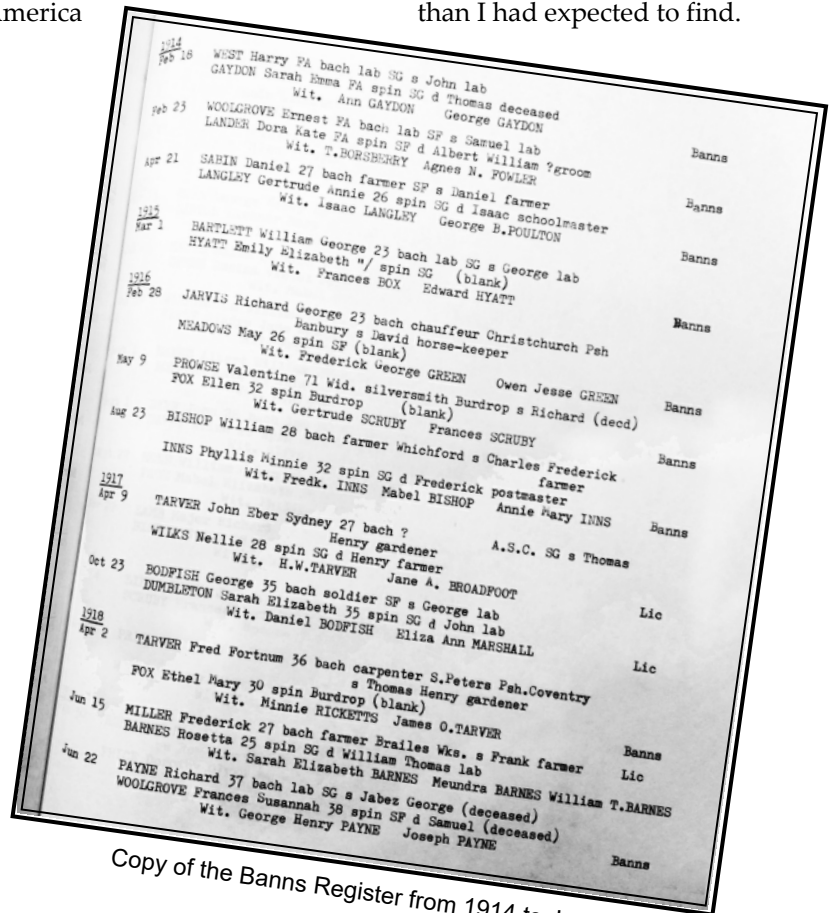 merica
than I had expected to find.
1914
Feb 18 WEST Harry FA bach lab SG s John lab
GAYDON Sarah Emma FA spin SG d Thomas deceased
Wit. Ann GAYDON George GAYDON Banns
Feb 23 WOOLGROVE Ernest FA bach lab SF s Samuel lab
LANDER Dora Kate FA spin SF d Albert William ?groom
Wit. T.BORSBERRY Agnes N. FOWLER Banns
Apr 21 SABIN Daniel 27 bach farmer SF s Daniel farmer
LANGLEY Gertrude Annie 26 spin SG d Isaac schoolmaster
Wit. Isaac LANGLEY George B.POULTON Banns
1915
Mar 1 BARTLETT William George 23 bach lab SG s George lab
HYATT Emily Elizabeth "/ spin SG (blank)
Wit. Frances BOX Edward HYATT Banns
1916
Feb 28 JARVIS Richard George 23 bach chauffeur Christchurch Psh
Banbury s David horse-keeper
MEADOWS May 26 spin SF (blank)
Wit. Frederick George GREEN Owen Jesse GREEN Banns
May 9 PROWSE Valentine 71 Wid. silversmith Burdrop s Richard (decd)
FOX Ellen 32 spin Burdrop (blank)
Wit. Gertrude SCRUBY Frances SCRUBY Banns
Aug 23 BISHOP William 28 bach farmer Whichford s Charles Frederick
farmer
INNS Phyllis Minnie 32 spin SG d Frederick postmaster
Wit. Fredk. INNS Mabel BISHOP Annie Mary INNS Banns
1917
Apr 9 TARVER John Eber Sydney 27 bach ? A.S.C. SG s Thomas
Henry gardener
WILKS Nellie 28 spin SG d Henry farmer
Wit. H.W.TARVER Jane A. BROADFOOT Lic
Oct 23 BODFISH George 35 bach soldier SF s George lab
DUMBLETON Sarah Elizabeth 35 spin SG d John lab
Wit. Daniel BODFISH Eliza Ann MARSHALL Lic
1918
Apr 2 TARVER Fred Fortnum 36 bach carpenter S.Peters Psh.Coventry
s Thomas Henry gardener
FOX Ethel Mary 30 spin Burdrop (blank)
Wit. Minnie RICKETTS James O.TARVER Banns
Jun 15 MILLER Frederick 27 bach farmer Brailes Wks. s Frank farmer Lic
BARNES Rosetta 25 spin SG d William Thomas lab
Wit. Sarah Elizabeth BARNES Meundra BARNES William T.BARNES
Jun 22 PAYNE Richard 37 bach lab SG s Jabez George (deceased)
WOOLGROVE Frances Susannah 38 spin SF d Samuel (deceased)
Wit. George Henry PAYNE Joseph PAYNE Banns
Copy of the Banns Register from 1914